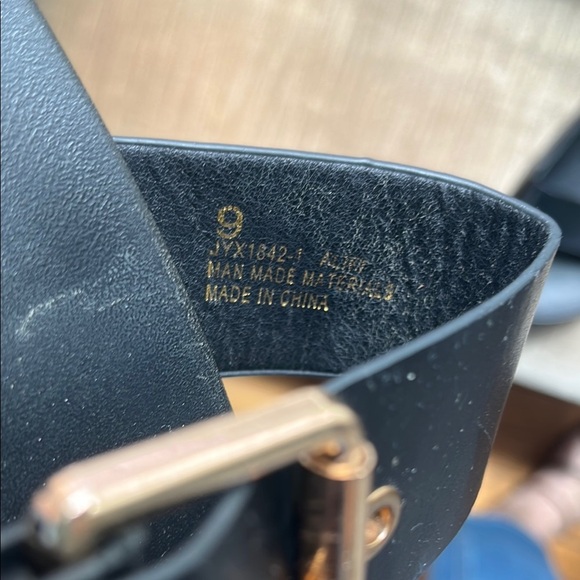 9
JYX1842-1
MAN MADE MATERIALS
MADE IN CHINA